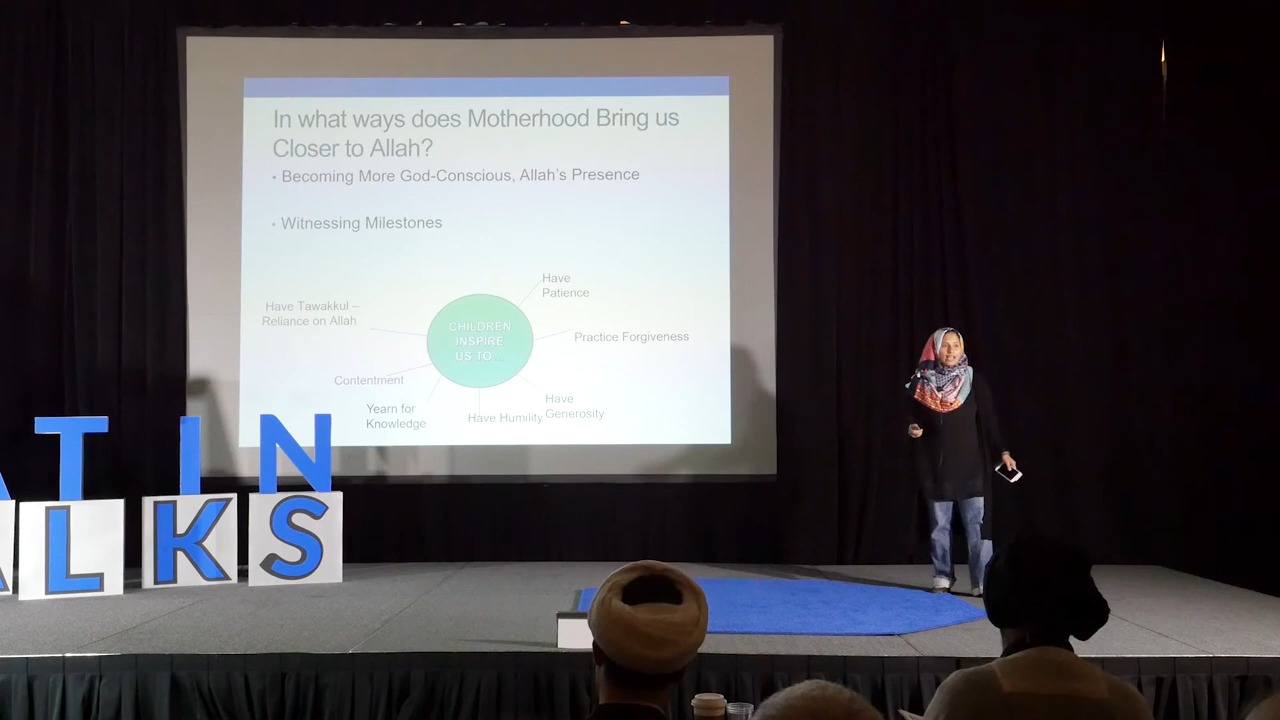 In what ways does Motherhood Bring us
Closer to Allah?
• Becoming More God-Conscious, Allah's Presence
• Witnessing Milestones
Have
Patience
Have Tawakkul –
Reliance on Allah
CHILDREN
INSPIRE
US TO...
Practice Forgiveness
Contentment
Yearn for
Knowledge
Have Humility
Have
Generosity
ATIN
ALKS